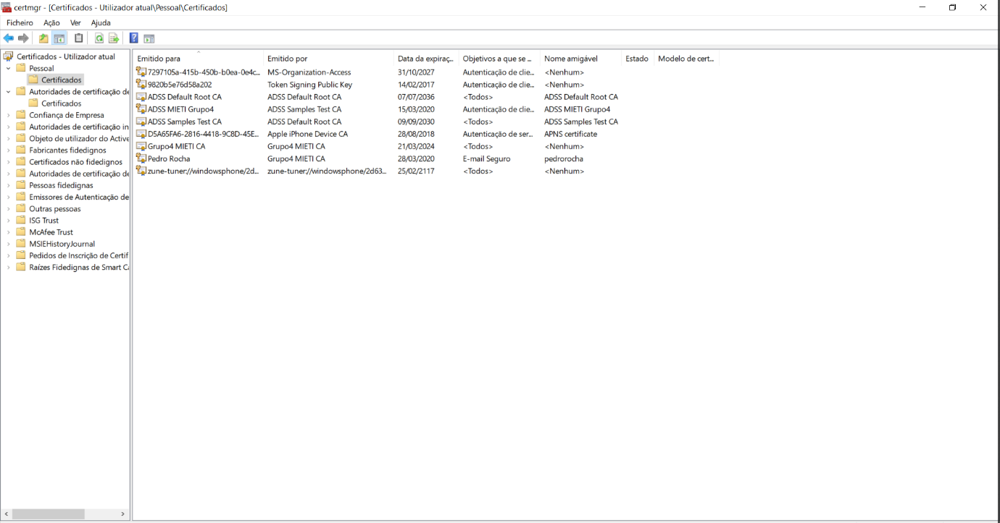 certmgr - [Certificados - Utilizador atual\Pessoal\Certificados]
Ficheiro Ação Ver Ajuda
Certificados - Utilizador atual
Pessoal
Certificados
Autoridades de certificação de
Certificados
Confiança de Empresa
Autoridades de certificação in
Objeto de utilizador do Active
Fabricantes fidedignos
Certificados não fidedignos
Autoridades de certificação de
Pessoas fidedignas
Emissores de Autenticação de
Outras pessoas
ISG Trust
McAfee Trust
MSIEHistoryJournal
Pedidos de Inscrição de Certif
Raízes Fidedignas de Smart Ca
Emitido para Emitido por Data da expiraç... Objetivos a que se ... Nome amigável Estado Modelo de cert...
7297105a-415b-450b-b0ea-0e4c... MS-Organization-Access 31/10/2027 Autenticação de clie... <Nenhum>
9820b5e76d58a202 Token Signing Public Key 14/02/2017 Autenticação de clie... <Nenhum>
ADSS Default Root CA ADSS Default Root CA 07/07/2036 <Todos> ADSS Default Root CA
ADSS MIETI Grupo4 ADSS Samples Test CA 15/03/2020 Autenticação de clie... ADSS MIETI Grupo4
ADSS Samples Test CA ADSS Default Root CA 09/09/2030 <Todos> ADSS Samples Test CA
D5A65FA6-2816-4418-9C8D-45E... Apple iPhone Device CA 28/08/2018 Autenticação de ser... APNS certificate
Grupo4 MIETI CA Grupo4 MIETI CA 21/03/2024 <Todos> <Nenhum>
Pedro Rocha Grupo4 MIETI CA 28/03/2020 E-mail Seguro pedrorocha
zune-tuner://windowsphone/2d... zune-tuner://windowsphone/2d63... 25/02/2117 <Todos> <Nenhum>